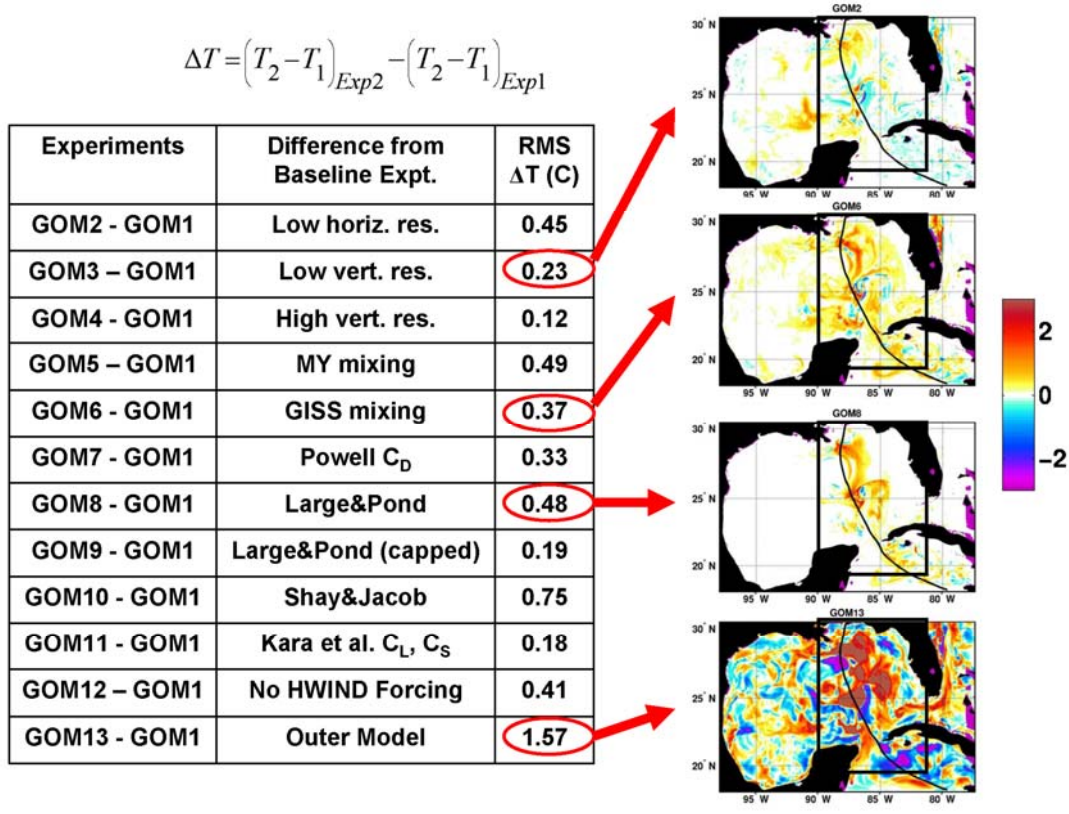 ΔT=(T2−T1)Exp2−(T2−T1)Exp1
Experiments Difference from Baseline Expt. RMS ΔT (C)
GOM2 - GOM1 Low horiz. res. 0.45
GOM3 – GOM1 Low vert. res. 0.23
GOM4 - GOM1 High vert. res. 0.12
GOM5 – GOM1 MY mixing 0.49
GOM6 - GOM1 GISS mixing 0.37
GOM7 - GOM1 Powell CD 0.33
GOM8 - GOM1 Large&Pond 0.48
GOM9 - GOM1 Large&Pond (capped) 0.19
GOM10 - GOM1 Shay&Jacob 0.75
GOM11 - GOM1 Kara et al. CL, CS 0.18
GOM12 – GOM1 No HWIND Forcing 0.41
GOM13 - GOM1 Outer Model 1.57
GOM2
30° N
25° N
20° N
95 W 90 W 85 W 80 W
GOM6
30° N
25° N
20° N
95 W 90 W 85 W 80 W
GOM8
30° N
25° N
20° N
95 W 90 W 85 W 80 W
GOM13
30° N
25° N
20° N
95 W 90 W 85 W 80 W
2
0
−2